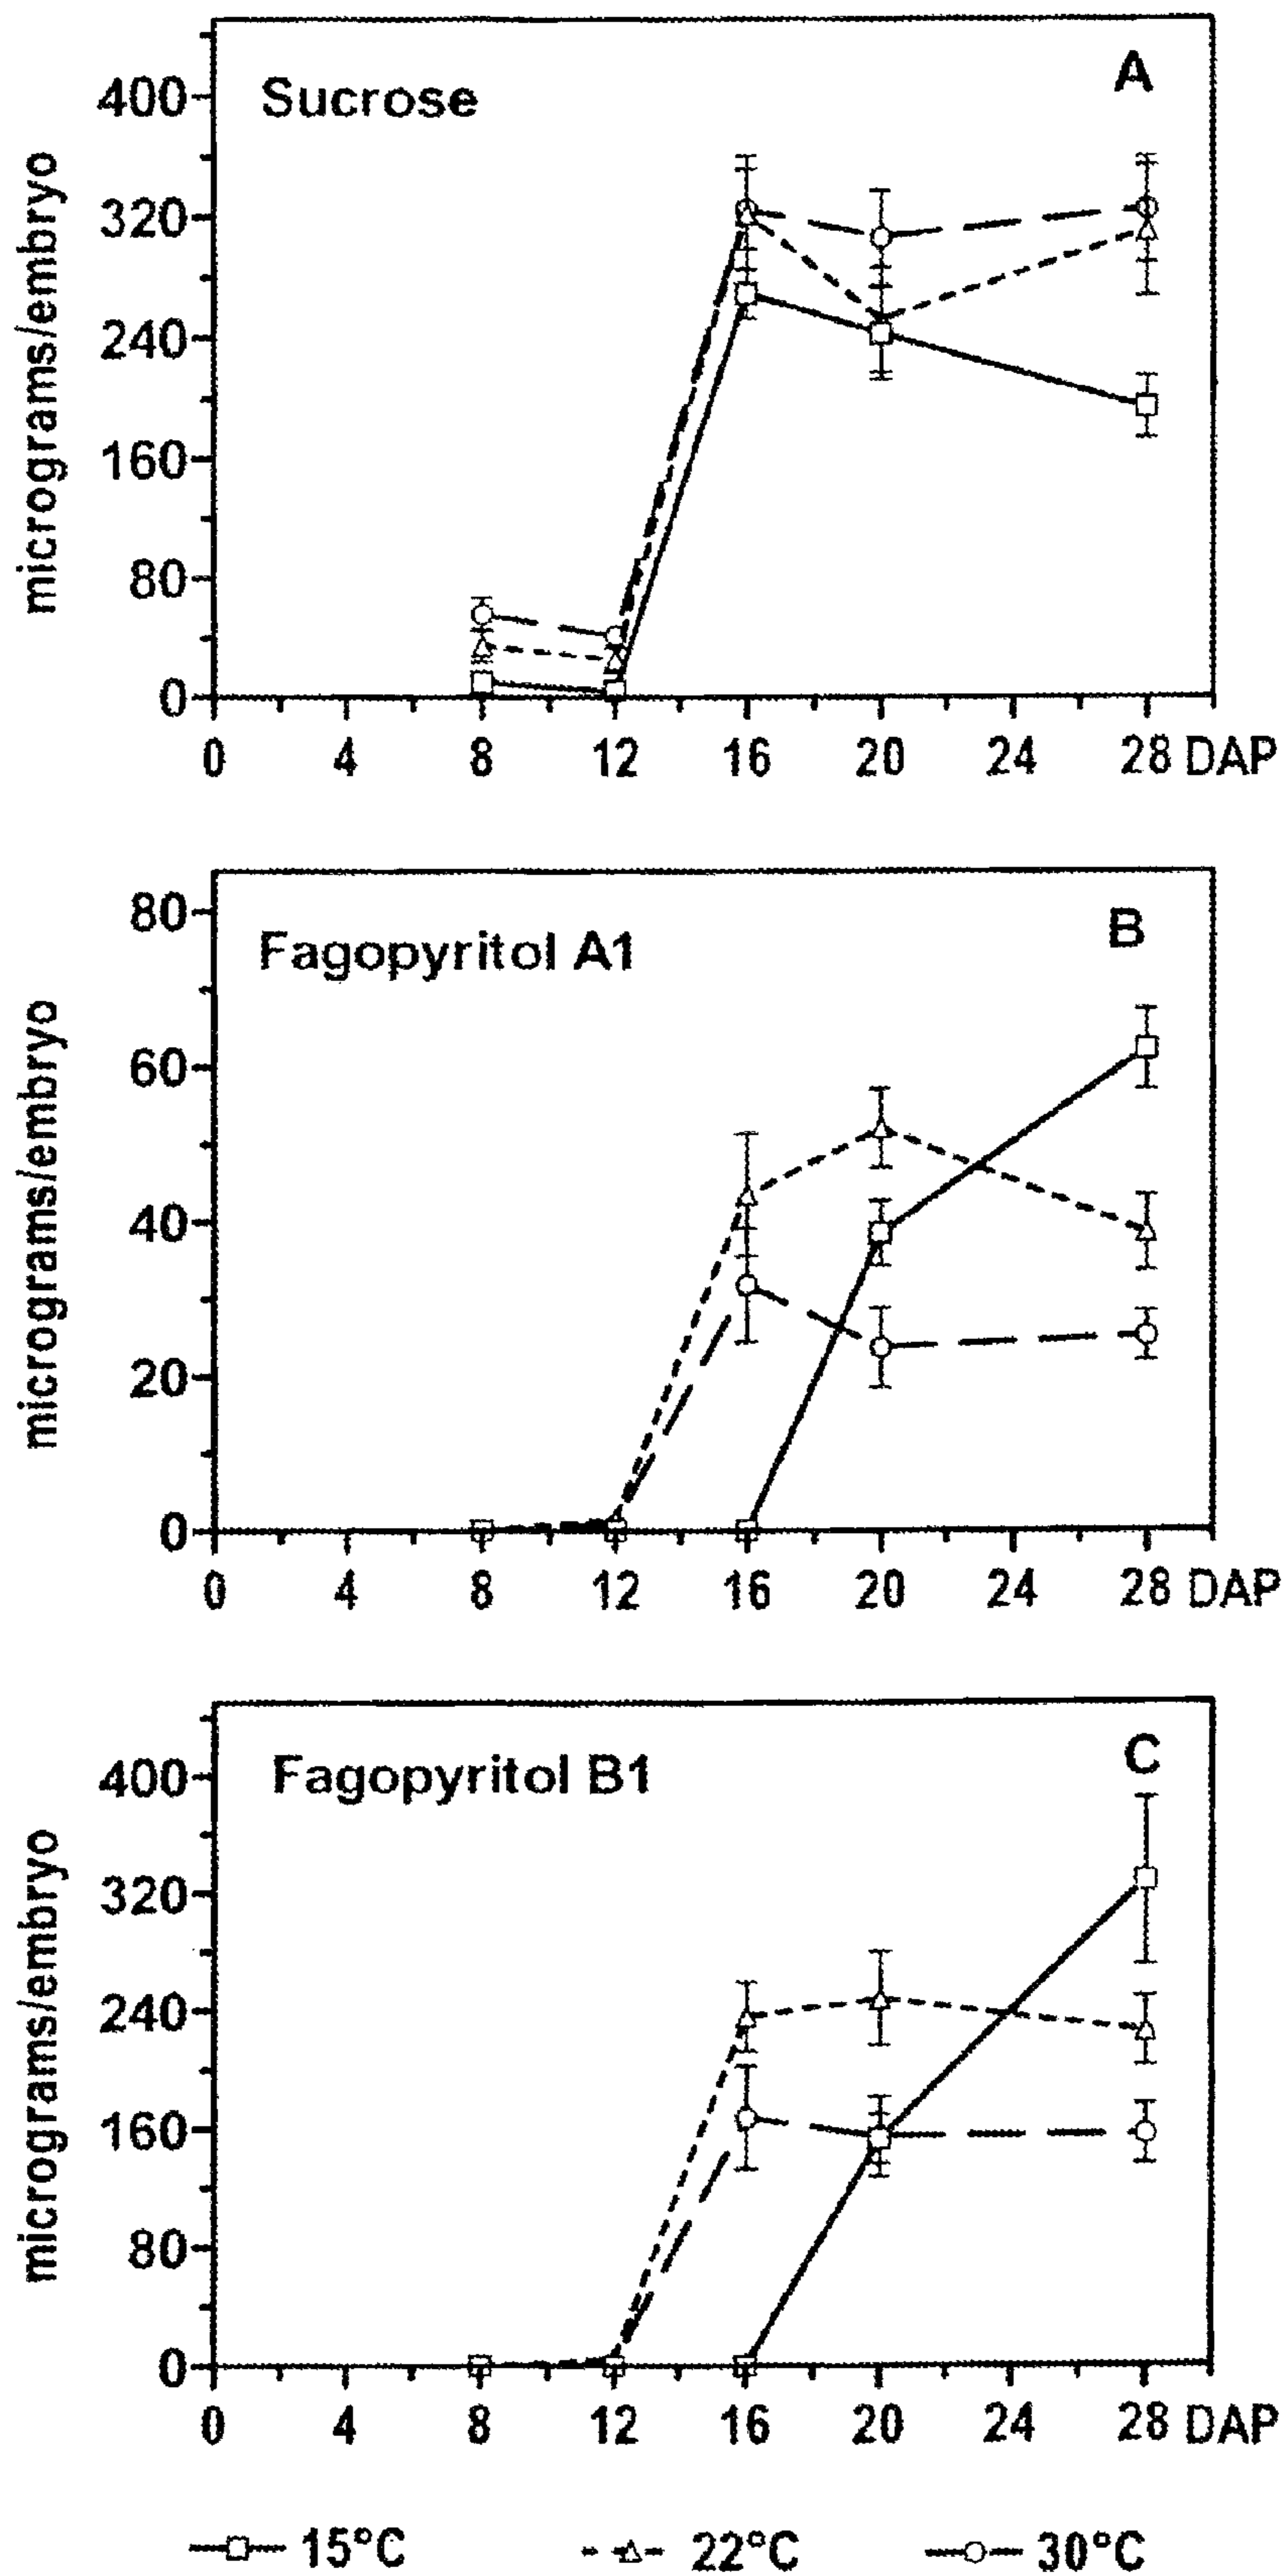 A
Sucrose
micrograms/embryo
400
320
240
160
80
0
0 4 8 12 16 20 24 28 DAP
B
Fagopyritol A1
micrograms/embryo
80
60
40
20
0
0 4 8 12 16 20 24 28 DAP
C
Fagopyritol B1
micrograms/embryo
400
320
240
160
80
0
0 4 8 12 16 20 24 28 DAP
15°C 22°C 30°C